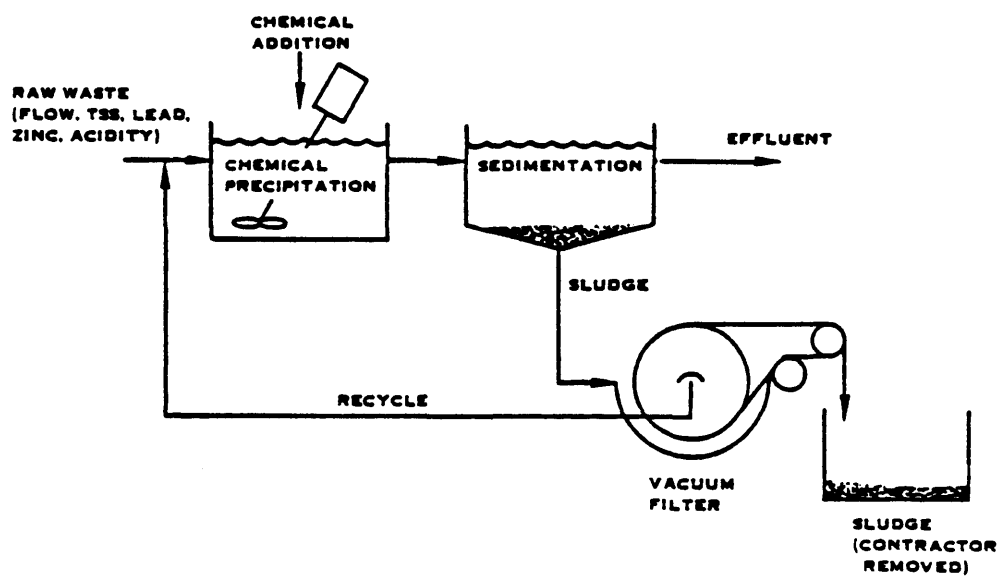 CHEMICAL
ADDITION
RAW WASTE
(FLOW, TSS, LEAD,
ZINC, ACIDITY)
CHEMICAL
PRECIPITATION
SEDIMENTATION
EFFLUENT
SLUDGE
RECYCLE
VACUUM
FILTER
SLUDGE
(CONTRACTOR
REMOVED)